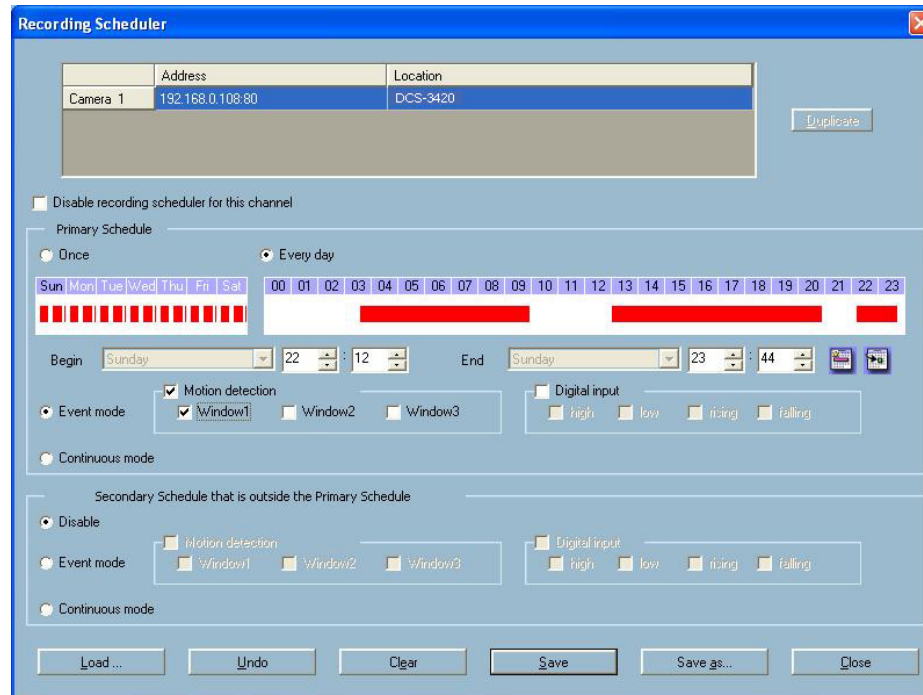 Recording Scheduler
Address Location
Camera 1 192.168.0.108:80 DCS-3420
Duplicate
Disable recording scheduler for this channel
Primary Schedule
Once Every day
Sun Mon Tue Wed Thu Fri Sat 00 01 02 03 04 05 06 07 08 09 10 11 12 13 14 15 16 17 18 19 20 21 22 23
Begin Sunday 22 : 12 End Sunday 23 : 44
Motion detection Digital input
Event mode Window1 Window2 Window3 high low rising falling
Continuous mode
Secondary Schedule that is outside the Primary Schedule
Disable
Motion detection Digital input
Event mode Window1 Window2 Window3 high low rising falling
Continuous mode
Load ... Undo Clear Save Save as... Close